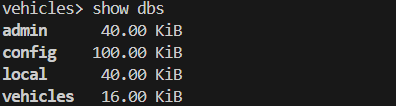 vehicles> show dbs
admin     40.00 KiB
config   100.00 KiB
local     40.00 KiB
vehicles  16.00 KiB